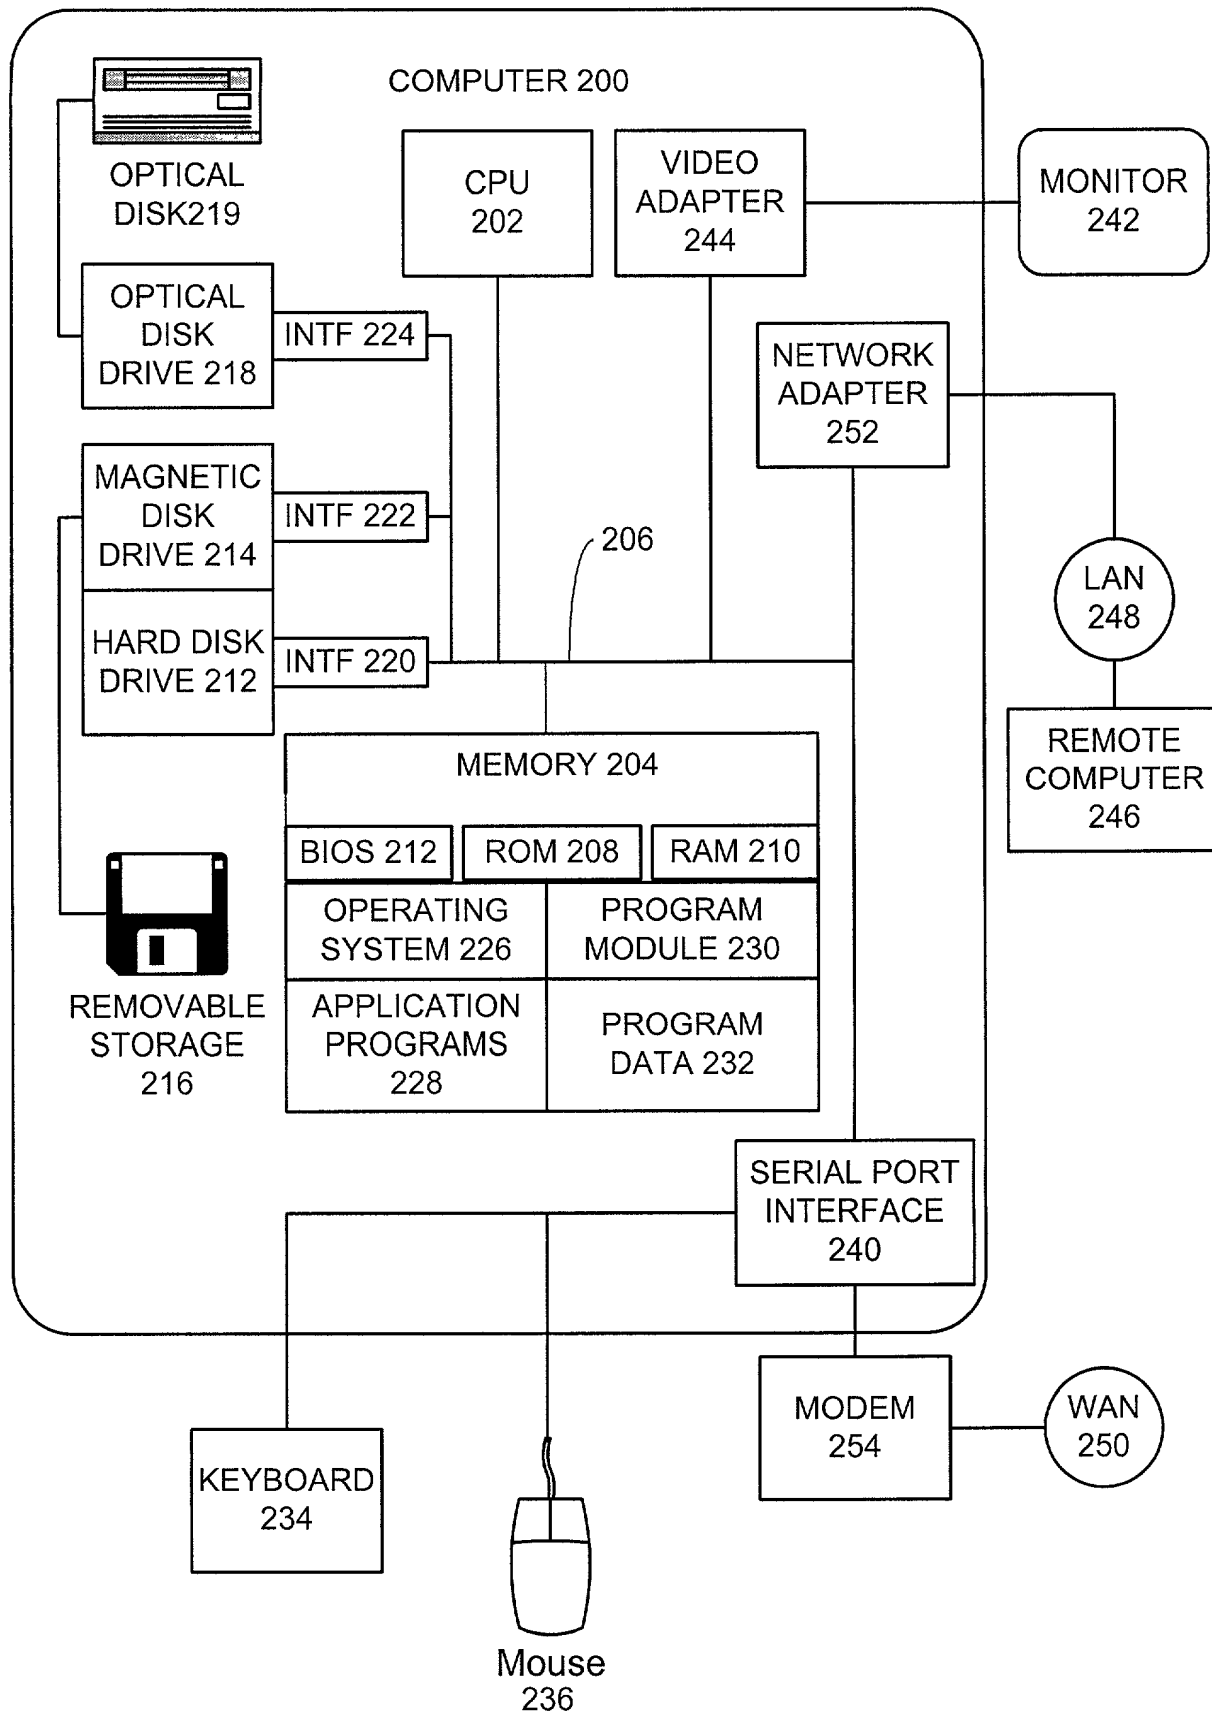 COMPUTER 200
OPTICAL
DISK219
CPU
202
VIDEO
ADAPTER
244
MONITOR
242
OPTICAL
DISK
DRIVE 218
INTF 224
NETWORK
ADAPTER
252
MAGNETIC
DISK
DRIVE 214
INTF 222
206
LAN
248
HARD DISK
DRIVE 212
INTF 220
REMOTE
COMPUTER
246
MEMORY 204
BIOS 212
ROM 208
RAM 210
OPERATING
SYSTEM 226
PROGRAM
MODULE 230
APPLICATION
PROGRAMS
228
PROGRAM
DATA 232
REMOVABLE
STORAGE
216
SERIAL PORT
INTERFACE
240
MODEM
254
WAN
250
KEYBOARD
234
Mouse
236